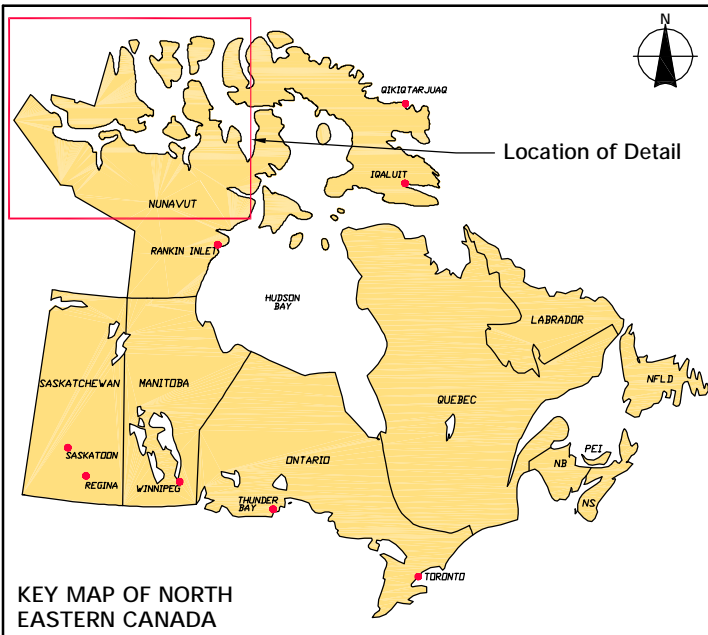 N
QIKIQTARJUAQ
Location of Detail
IQALUIT
NUNAVUT
RANKIN INLET
HUDSON
BAY
LABRADOR
SASKATCHEWAN
MANITOBA
NFLD
QUEBEC
PEI
SASKATOON
ONTARIO
NB
REGINA
WINNIPEG
THUNDER
BAY
NS
TORONTO
KEY MAP OF NORTH
EASTERN CANADA